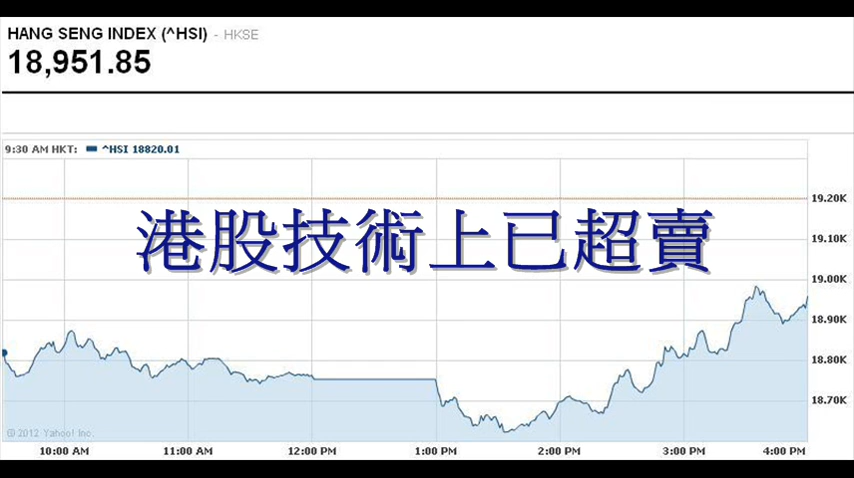 HANG SENG INDEX (^HSI) - HKSE
18,951.85
9:30 AM HKT: ^HSI 18820.01
19.20K
港股技術上已超賣
19.10K
19.00K
18.90K
18.80K
18.70K
© 2012 Yahoo! Inc.
10:00 AM 11:00 AM 12:00 PM 1:00 PM 2:00 PM 3:00 PM 4:00 PM